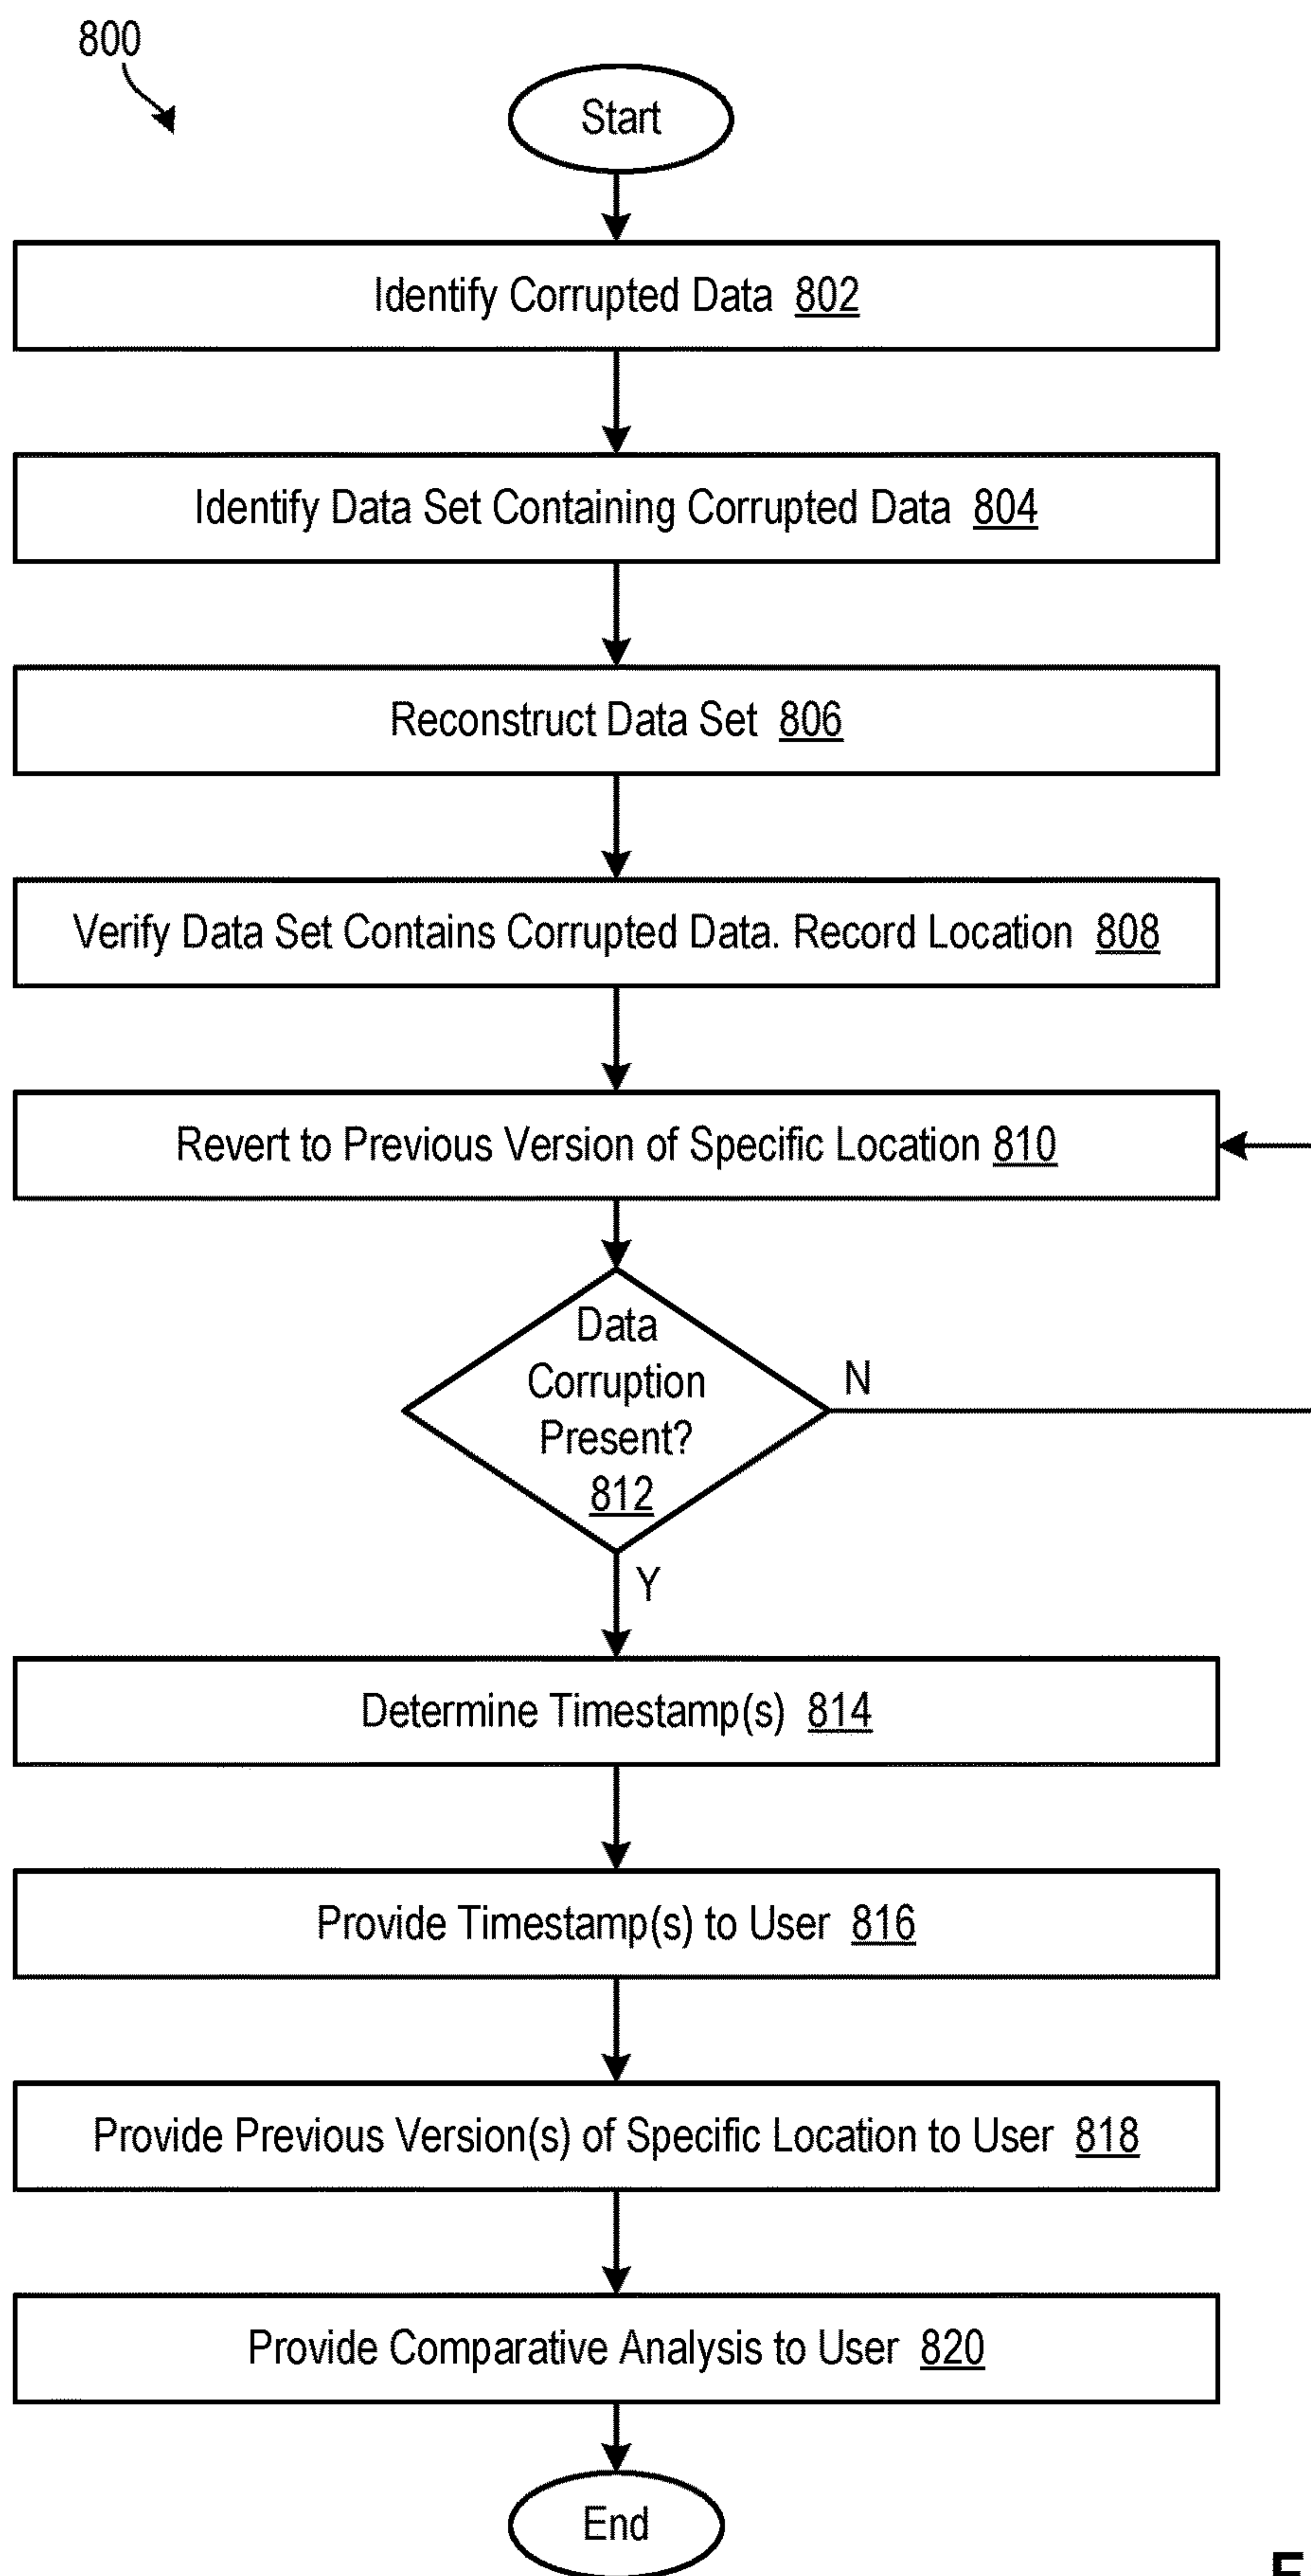 800
Start
Identify Corrupted Data 802
Identify Data Set Containing Corrupted Data 804
Reconstruct Data Set 806
Verify Data Set Contains Corrupted Data. Record Location 808
Revert to Previous Version of Specific Location 810
Data
Corruption
Present?
812
N
Y
Determine Timestamp(s) 814
Provide Timestamp(s) to User 816
Provide Previous Version(s) of Specific Location to User 818
Provide Comparative Analysis to User 820
End